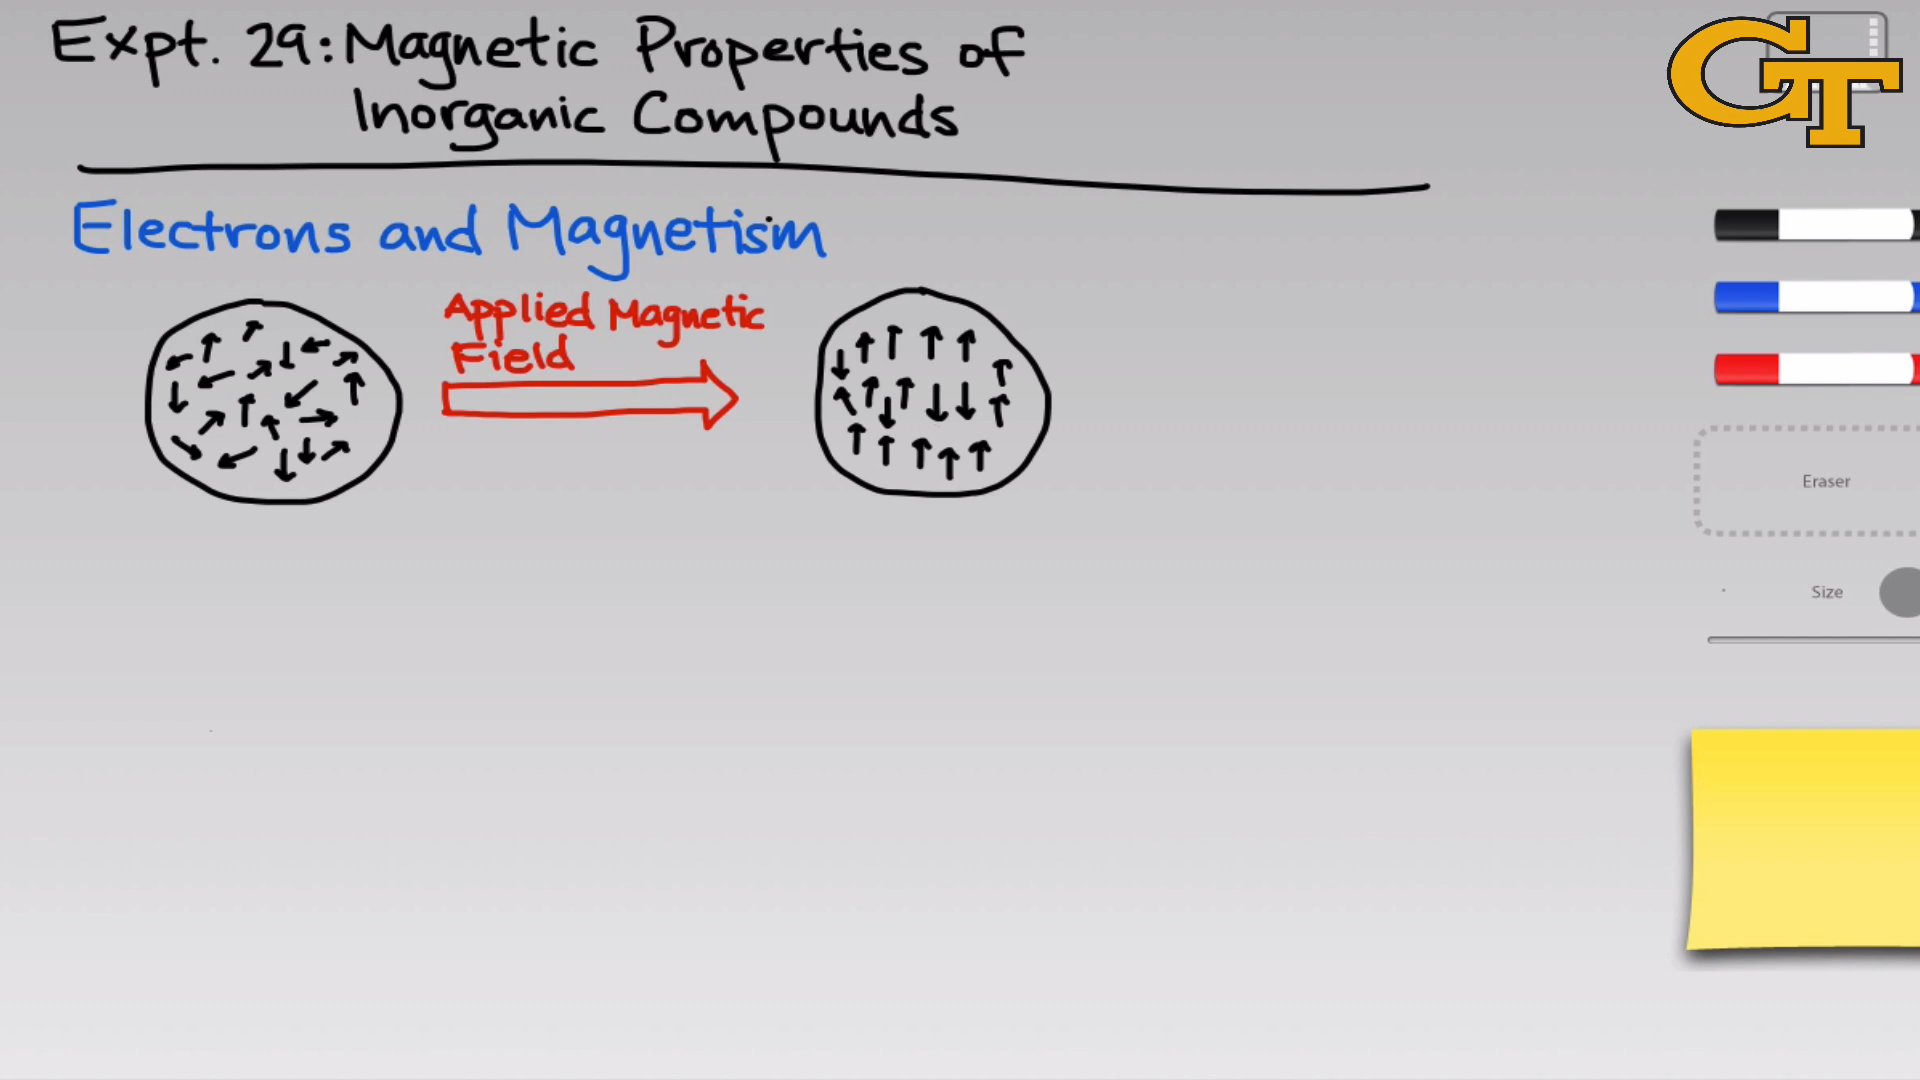 Expt. 29: Magnetic Properties of
Inorganic Compounds
GT
Electrons and Magnetism
Applied Magnetic
Field
Eraser
Size